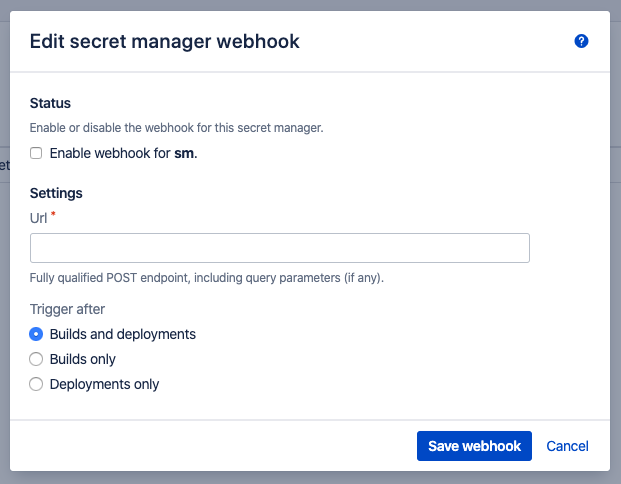 Edit secret manager webhook
?
Status
Enable or disable the webhook for this secret manager.
Enable webhook for sm.
et
Settings
Url *
Fully qualified POST endpoint, including query parameters (if any).
Trigger after
Builds and deployments
Builds only
Deployments only
Save webhook Cancel